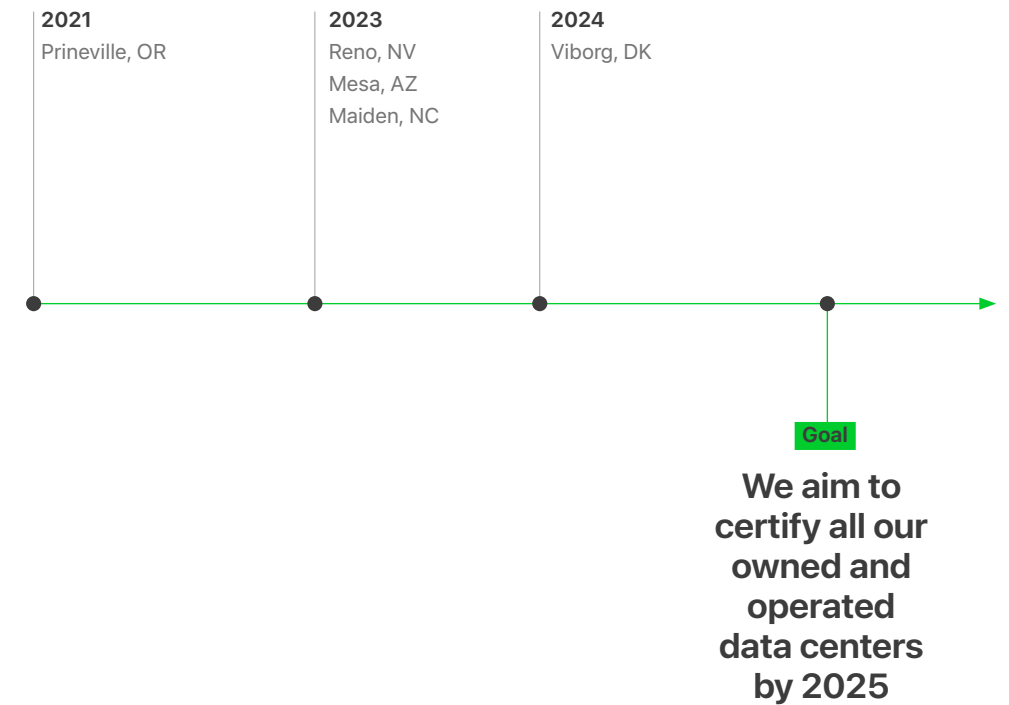 2021
Prineville, OR
2023
Reno, NV
Mesa, AZ
Maiden, NC
2024
Viborg, DK
Goal
We aim to
certify all our
owned and
operated
data centers
by 2025